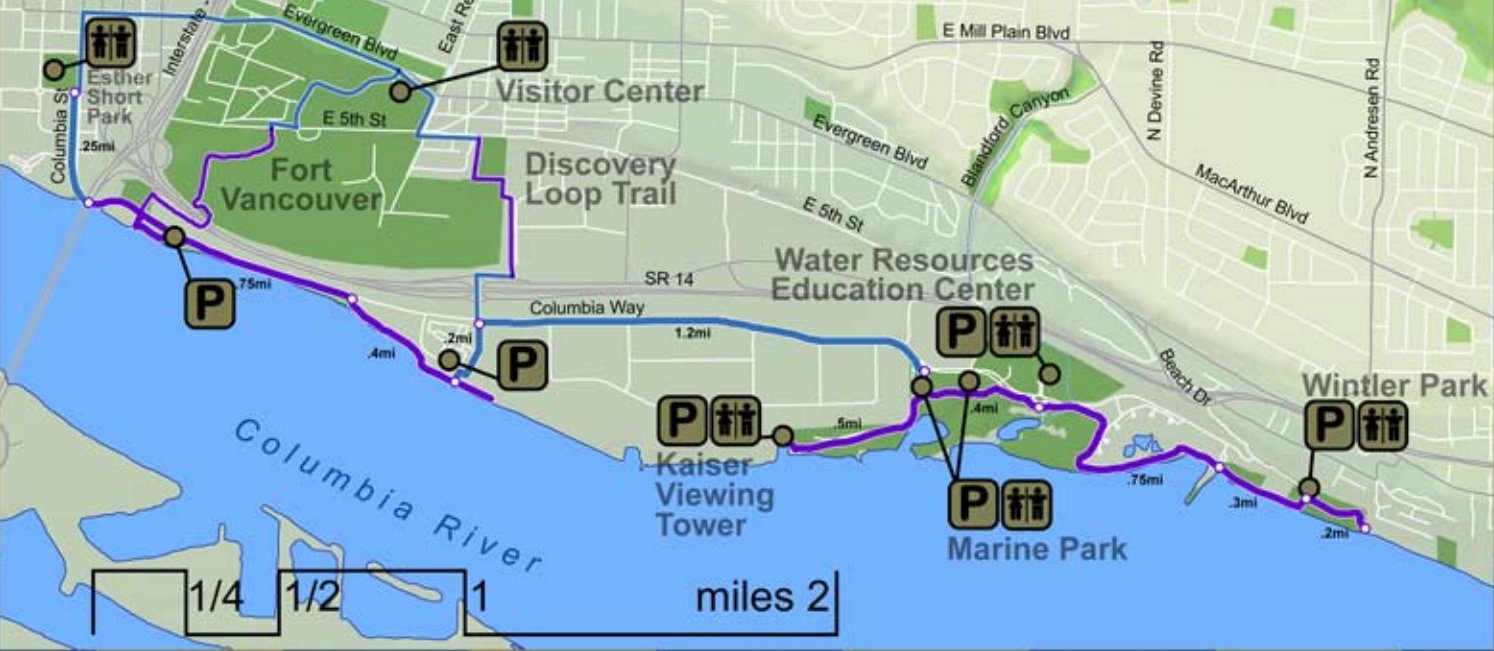 Interstate -
Evergreen Blvd
East Re
E Mill Plain Blvd
Esther
Short
Park
Visitor Center
Columbia St
.25mi
E 5th St
Evergreen Blvd
Blandford Canyon
N Devine Rd
N Andresen Rd
MacArthur Blvd
Fort
Vancouver
Discovery
Loop Trail
E 5th St
P
.75mi
SR 14
Water Resources
Education Center
Columbia Way
.4mi
.2mi
1.2mi
P
P
Beach Dr
Wintler Park
P
P
.5mi
.4mi
Kaiser
Viewing
Tower
.75mi
.3mi
.2mi
P
Marine Park
Columbia River
1/4
1/2
1
miles 2